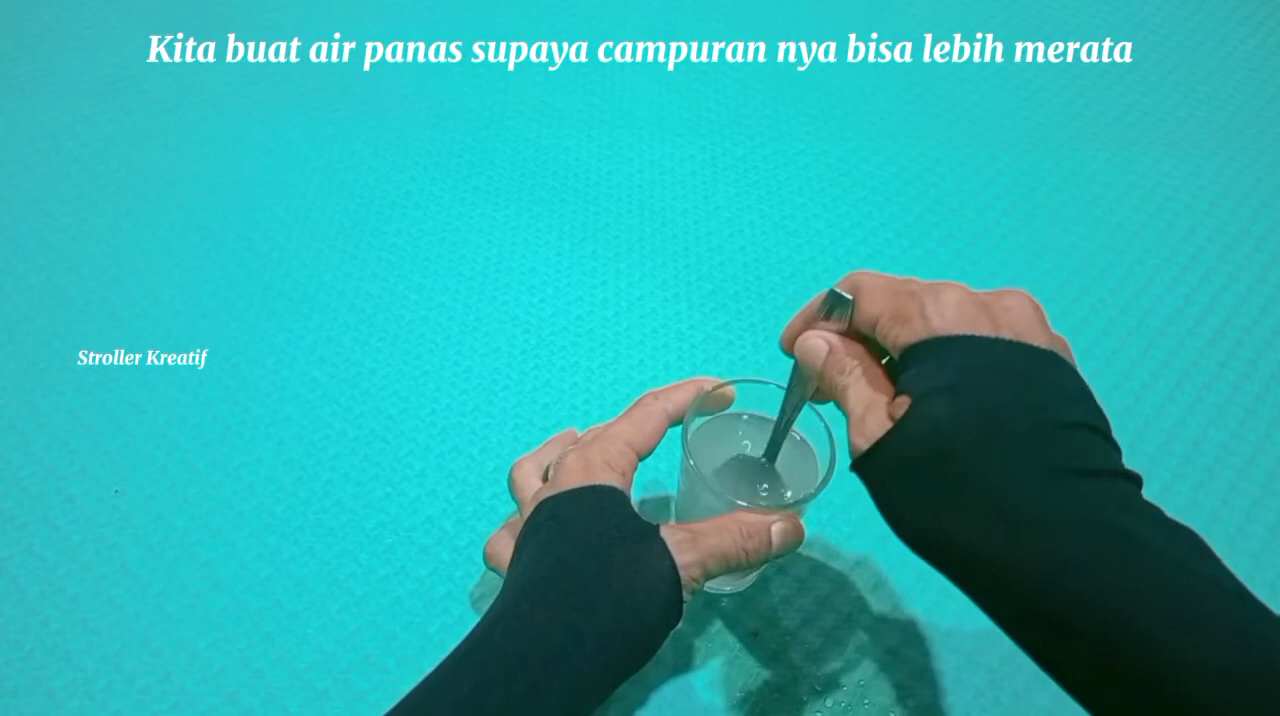 Kita buat air panas supaya campuran nya bisa lebih merata
Stroller Kreatif